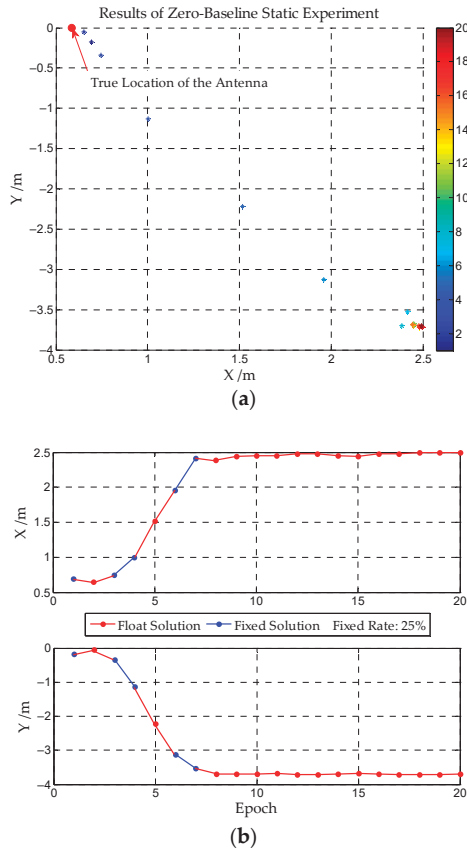 Results of Zero-Baseline Static Experiment
0
−0.5
−1
−1.5
−2
−2.5
−3
−3.5
−4
Y /m
True Location of the Antenna
0.5 1 1.5 2 2.5
X /m
20
18
16
14
12
10
8
6
4
2
(a)
2.5
2
1.5
1
0.5
X /m
0 5 10 15 20
Float Solution Fixed Solution Fixed Rate: 25%
0
−1
−2
−3
−4
Y /m
0 5 10 15 20
Epoch
(b)